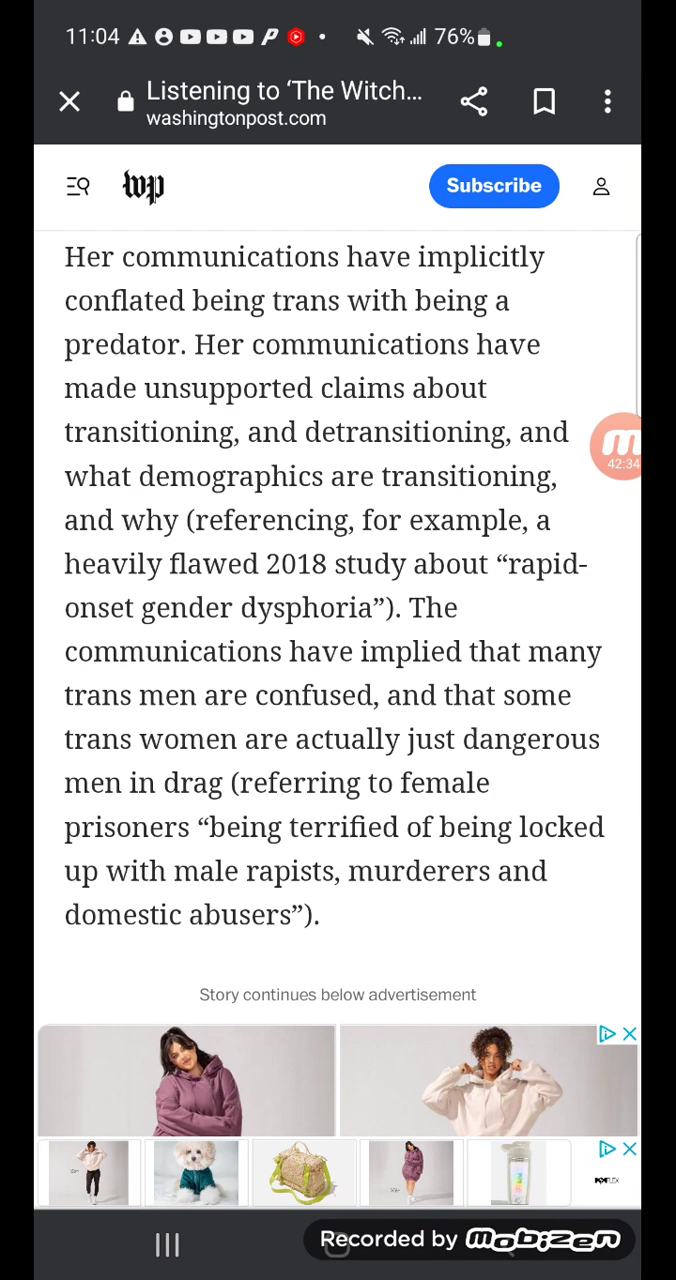 11:04
76%
Listening to ‘The Witch...
washingtonpost.com
wp
Subscribe
Her communications have implicitly
conflated being trans with being a
predator. Her communications have
made unsupported claims about
transitioning, and detransitioning, and
what demographics are transitioning,
and why (referencing, for example, a
heavily flawed 2018 study about “rapid-
onset gender dysphoria”). The
communications have implied that many
trans men are confused, and that some
trans women are actually just dangerous
men in drag (referring to female
prisoners “being terrified of being locked
up with male rapists, murderers and
domestic abusers”).
42:34
Story continues below advertisement
Recorded by mobizen